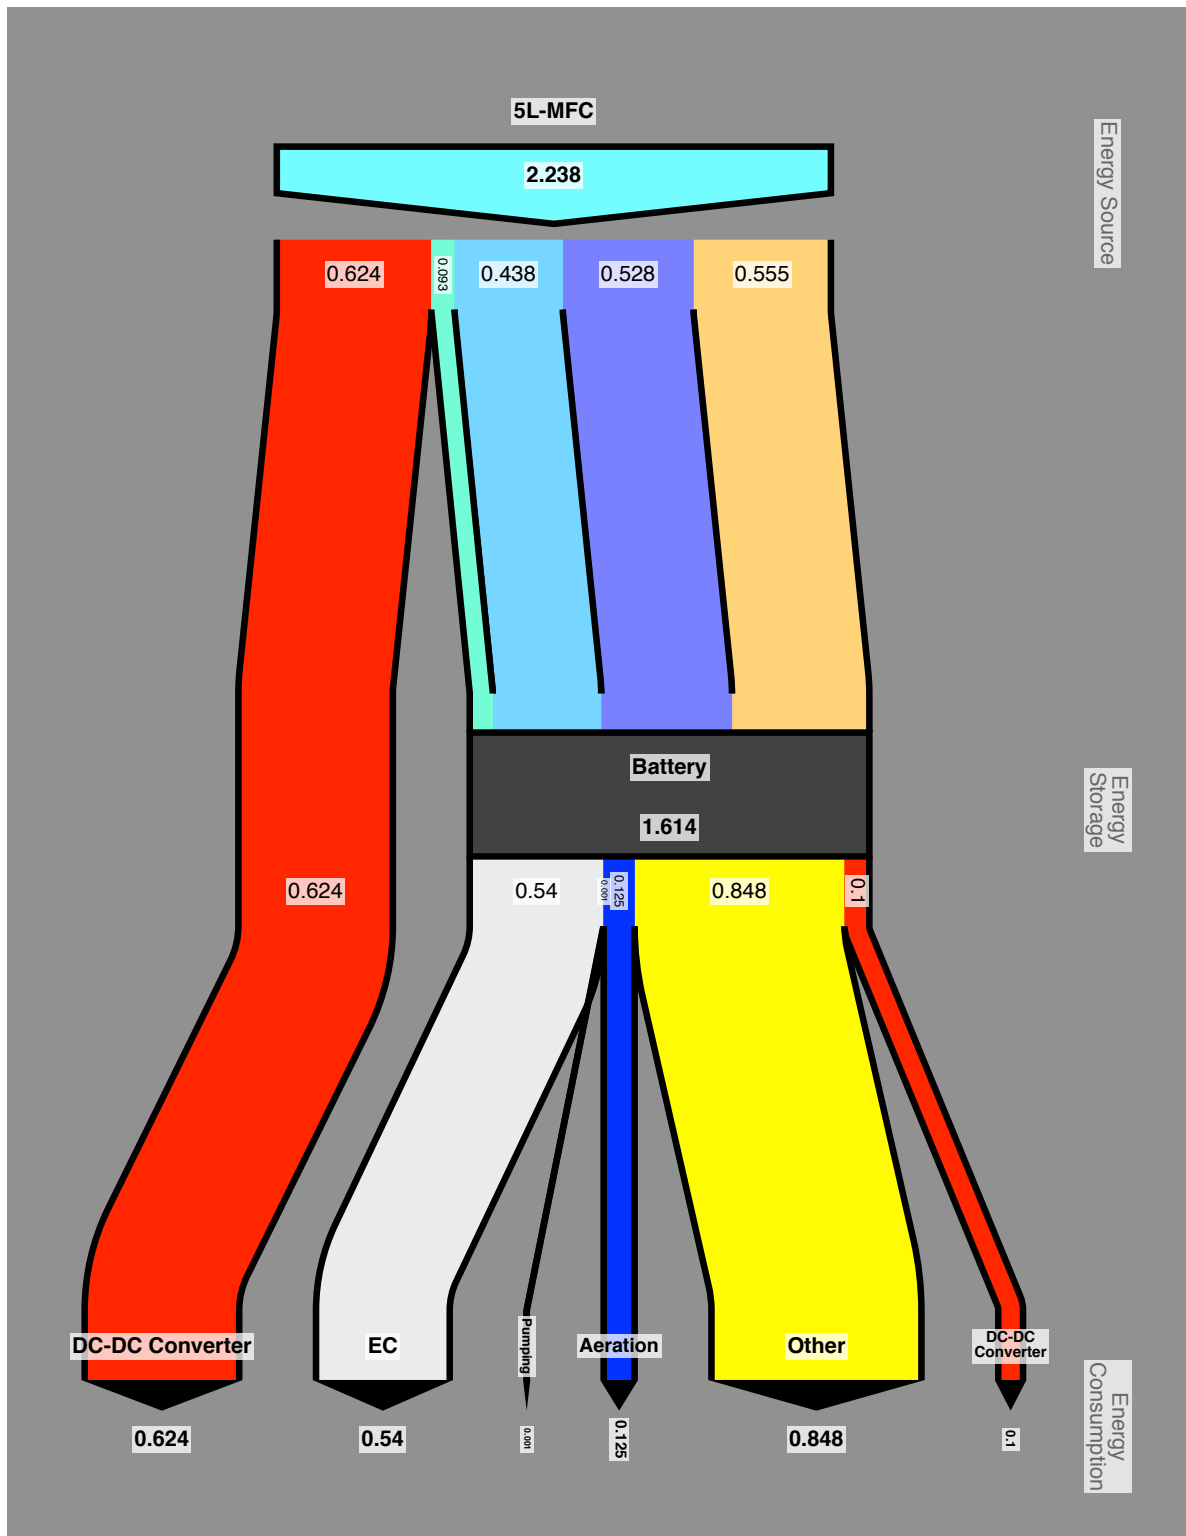 5L-MFC
Energy Source
2.238
0.624
0.093
0.438
0.528
0.555
Battery
1.614
Energy
Storage
0.624
0.54
0.001
0.125
0.848
0.1
DC-DC Converter
EC
Pumping
Aeration
Other
DC-DC
Converter
Energy
Consumption
0.624
0.54
0.001
0.125
0.848
0.1